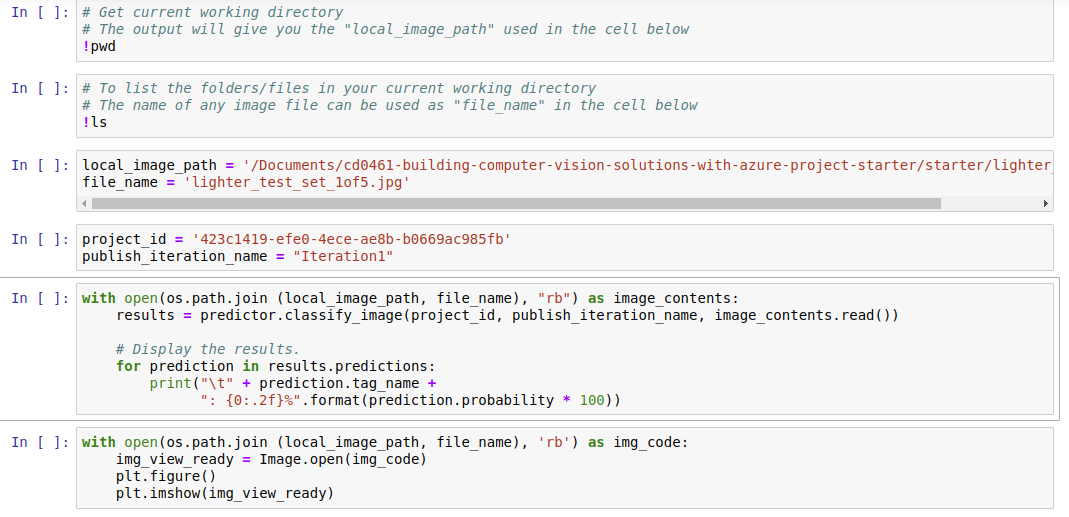 In [ ]: # Get current working directory
# The output will give you the "local_image_path" used in the cell below
!pwd
In [ ]: # To list the folders/files in your current working directory
# The name of any image file can be used as "file_name" in the cell below
!ls
In [ ]: local_image_path = '/Documents/cd0461-building-computer-vision-solutions-with-azure-project-starter/starter/lighter_
file_name = 'lighter_test_set_1of5.jpg'
In [ ]: project_id = '423c1419-efe0-4ece-ae8b-b0669ac985fb'
publish_iteration_name = "Iteration1"
In [ ]: with open(os.path.join (local_image_path, file_name), "rb") as image_contents:
results = predictor.classify_image(project_id, publish_iteration_name, image_contents.read())
# Display the results.
for prediction in results.predictions:
print("\t" + prediction.tag_name +
": {0:.2f}%".format(prediction.probability * 100))
In [ ]: with open(os.path.join (local_image_path, file_name), 'rb') as img_code:
img_view_ready = Image.open(img_code)
plt.figure()
plt.imshow(img_view_ready)